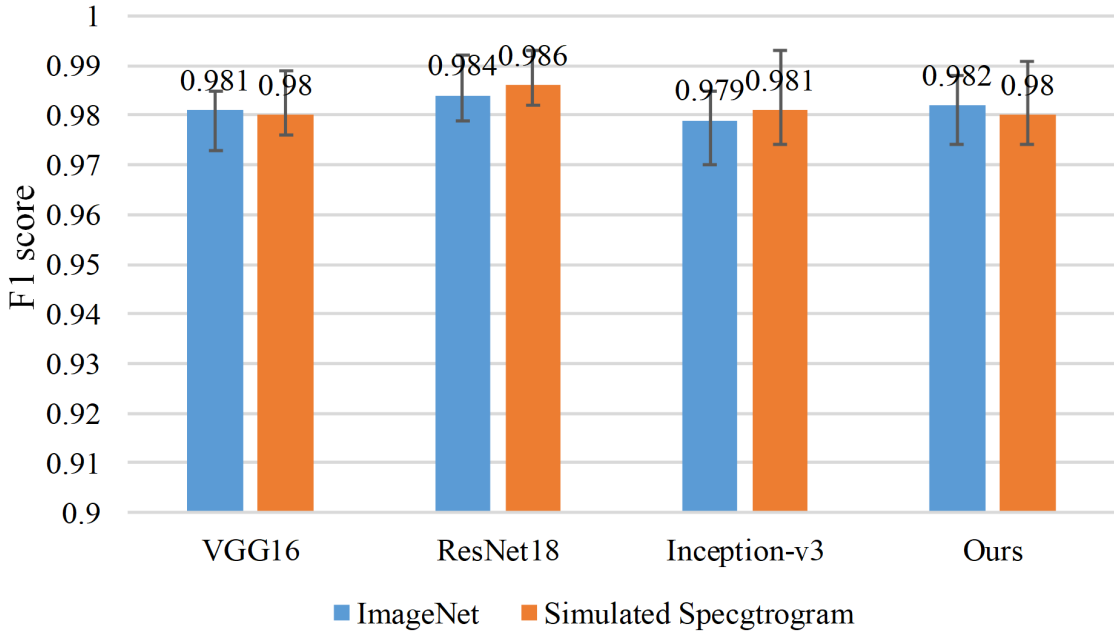 1
0.99
0.98
0.97
0.96
0.95
0.94
0.93
0.92
0.91
0.9
F1 score
0.981
0.98
0.984
0.986
0.979
0.981
0.982
0.98
VGG16
ResNet18
Inception-v3
Ours
ImageNet
Simulated Specgtrogram